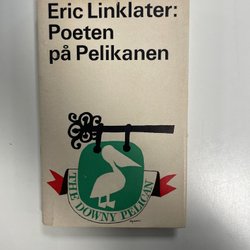 Eric Linklater:
Poeten
på Pelikanen
THE DOWNY PELICAN